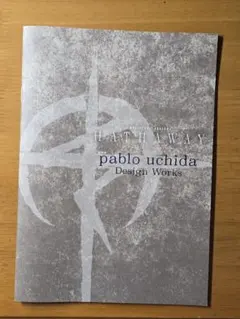 HATHAWAY
pablo uchida
Design Works